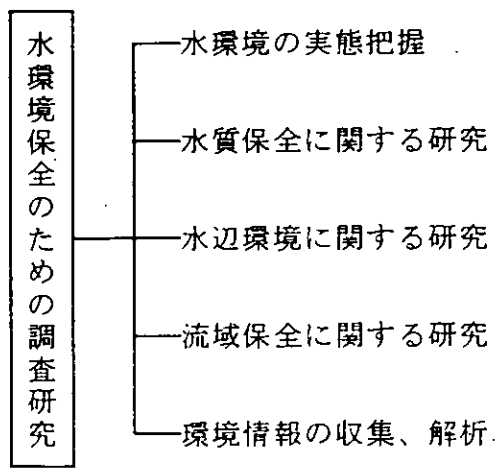 水環境保全のための調査研究
水環境の実態把握
水質保全に関する研究
水辺環境に関する研究
流域保全に関する研究
環境情報の収集、解析